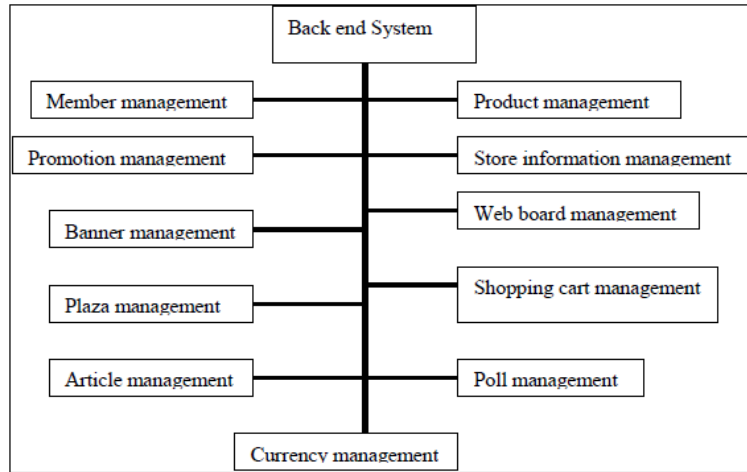 Back end System
Member management
Product management
Promotion management
Store information management
Web board management
Banner management
Shopping cart management
Plaza management
Article management
Poll management
Currency management